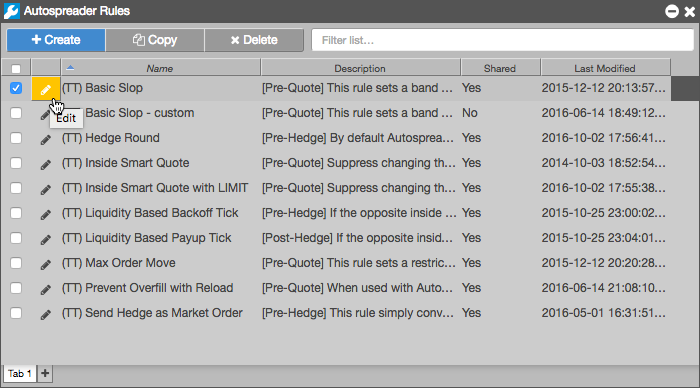 Autospreader Rules
+ Create Copy × Delete Filter list...
Name Description Shared Last Modified
(TT) Basic Slop [Pre-Quote] This rule sets a band ... Yes 2015-12-12 20:13:57...
(TT) Basic Slop - custom [Pre-Quote] This rule sets a band ... No 2016-06-14 18:49:12...
Edit
(TT) Hedge Round [Pre-Hedge] By default Autosprea... Yes 2016-10-02 17:56:41...
(TT) Inside Smart Quote [Pre-Quote] Suppress changing th... Yes 2014-10-03 18:52:54...
(TT) Inside Smart Quote with LIMIT [Pre-Quote] Suppress changing th... Yes 2016-10-02 17:55:38...
(TT) Liquidity Based Backoff Tick [Pre-Hedge] If the opposite inside ... Yes 2015-10-25 23:00:02...
(TT) Liquidity Based Payup Tick [Post-Hedge] If the opposite insid... Yes 2015-10-25 23:04:01...
(TT) Max Order Move [Pre-Quote] This rule sets a restric... Yes 2015-12-12 20:20:28...
(TT) Prevent Overfill with Reload [Pre-Quote] When used with Auto... Yes 2016-06-14 21:08:10...
(TT) Send Hedge as Market Order [Pre-Hedge] This rule simply conv... Yes 2016-05-01 16:31:51...
Tab 1 +